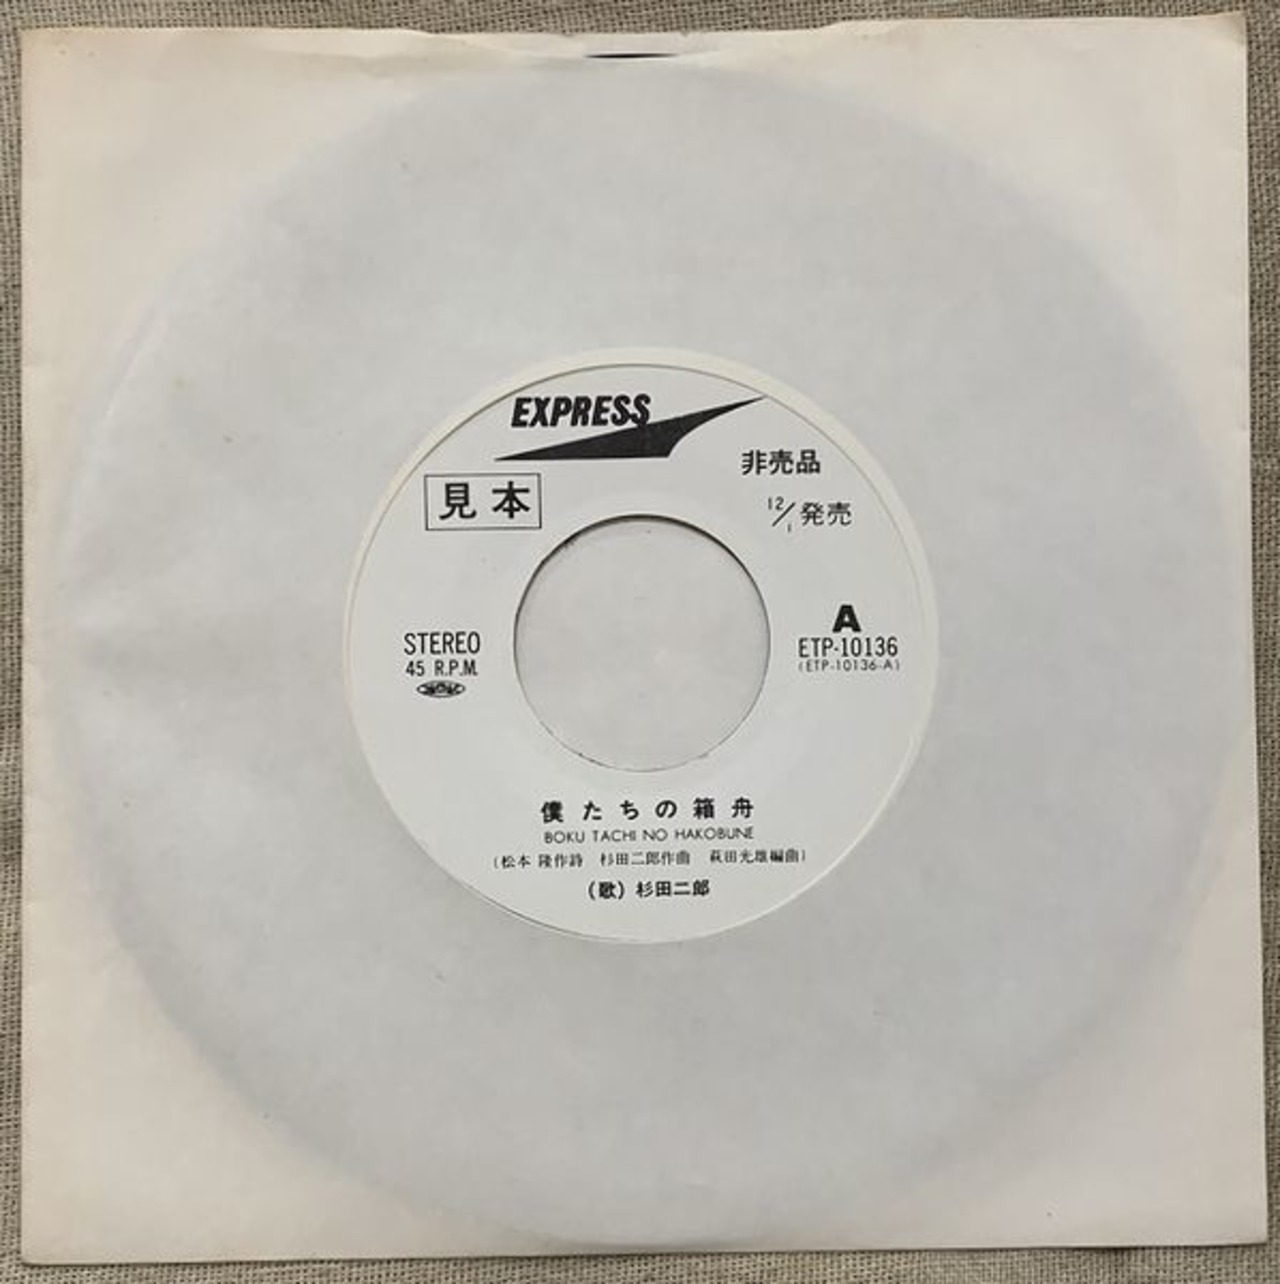 EXPRESS
非売品
見本
12/1 発売
A
STEREO
ETP-10136
45 R.P.M.
(ETP-10136-A)
僕たちの箱舟
BOKU TACHI NO HAKOBUNE
(松本 隆作詩 杉田二郎作曲 萩田光雄編曲)
(歌) 杉田二郎